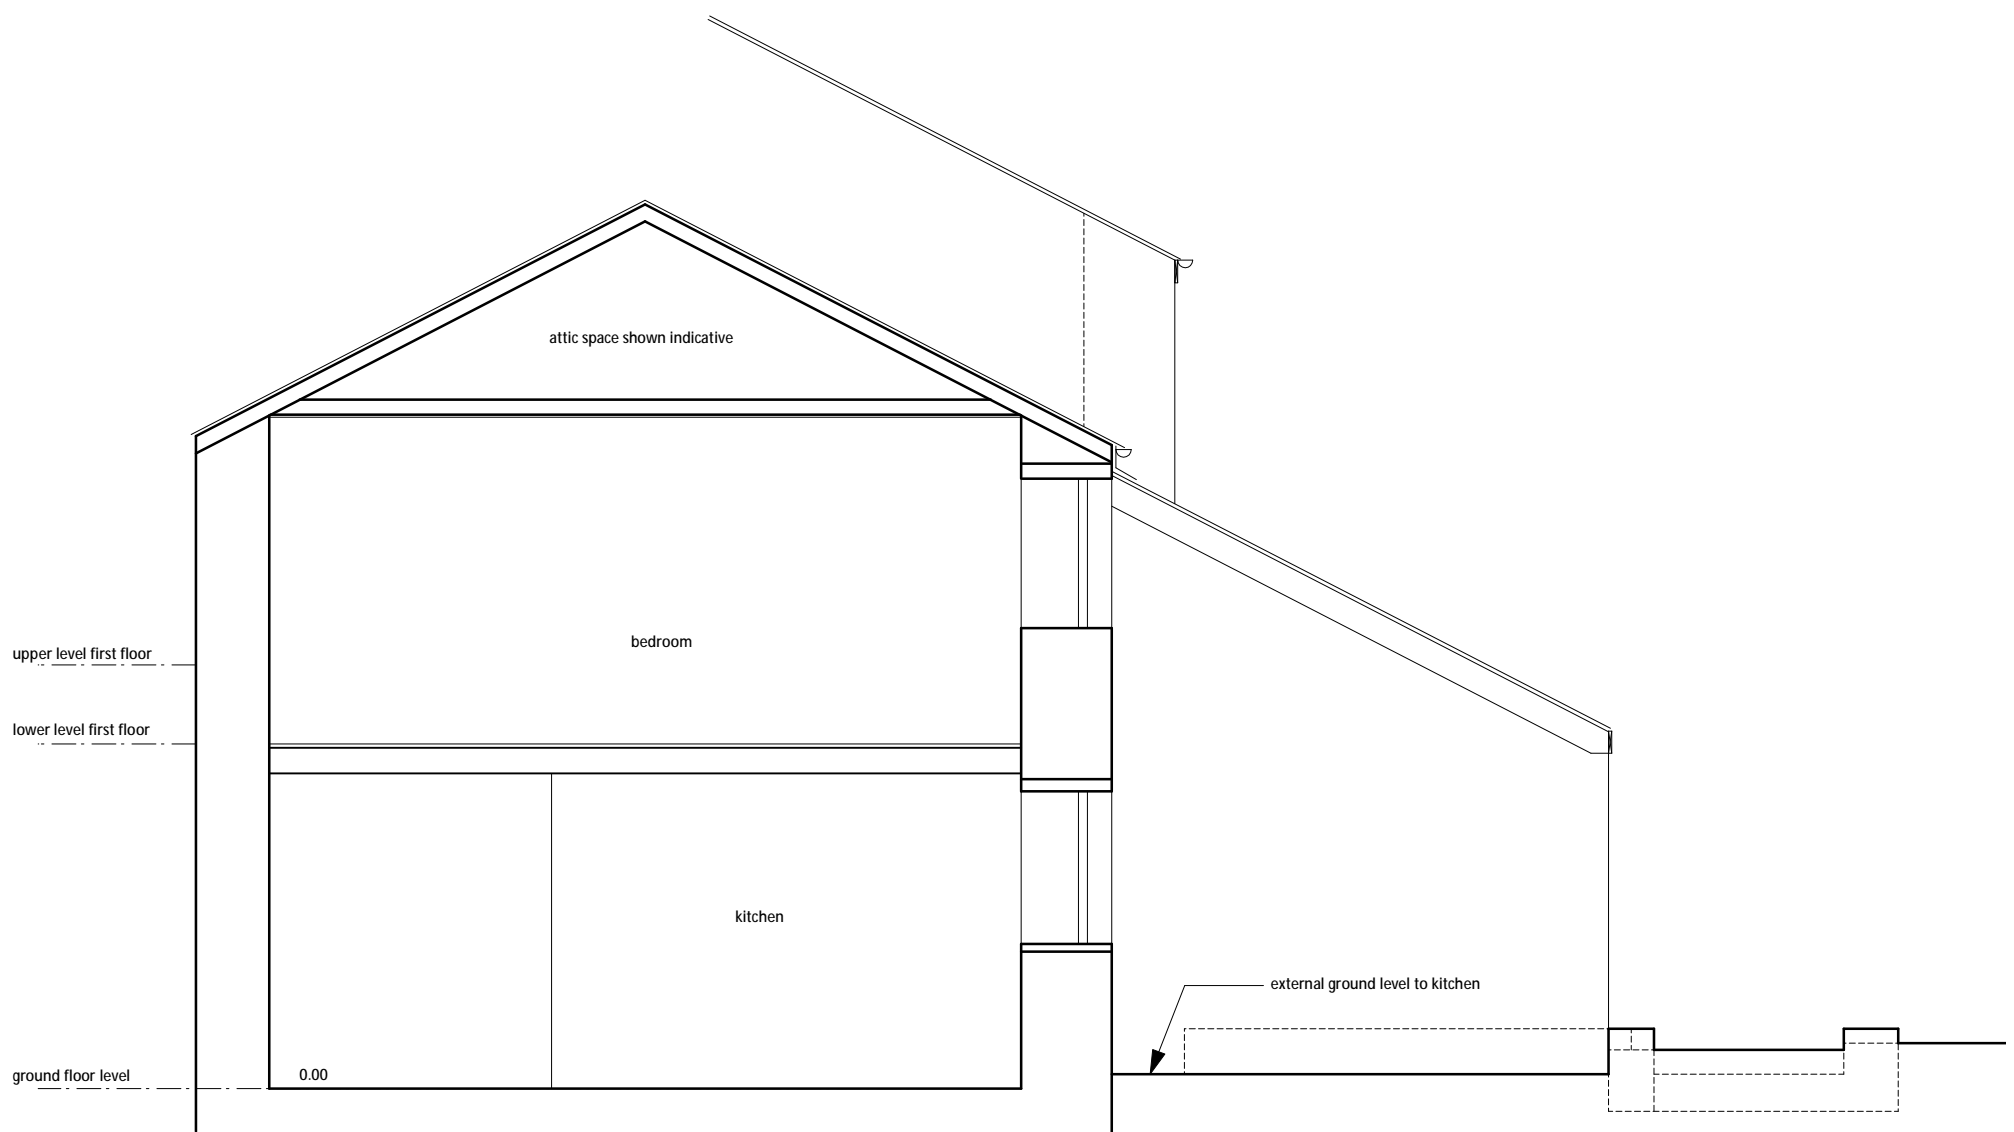 attic space shown indicative
bedroom
upper level first floor
lower level first floor
kitchen
external ground level to kitchen
ground floor level
0.00